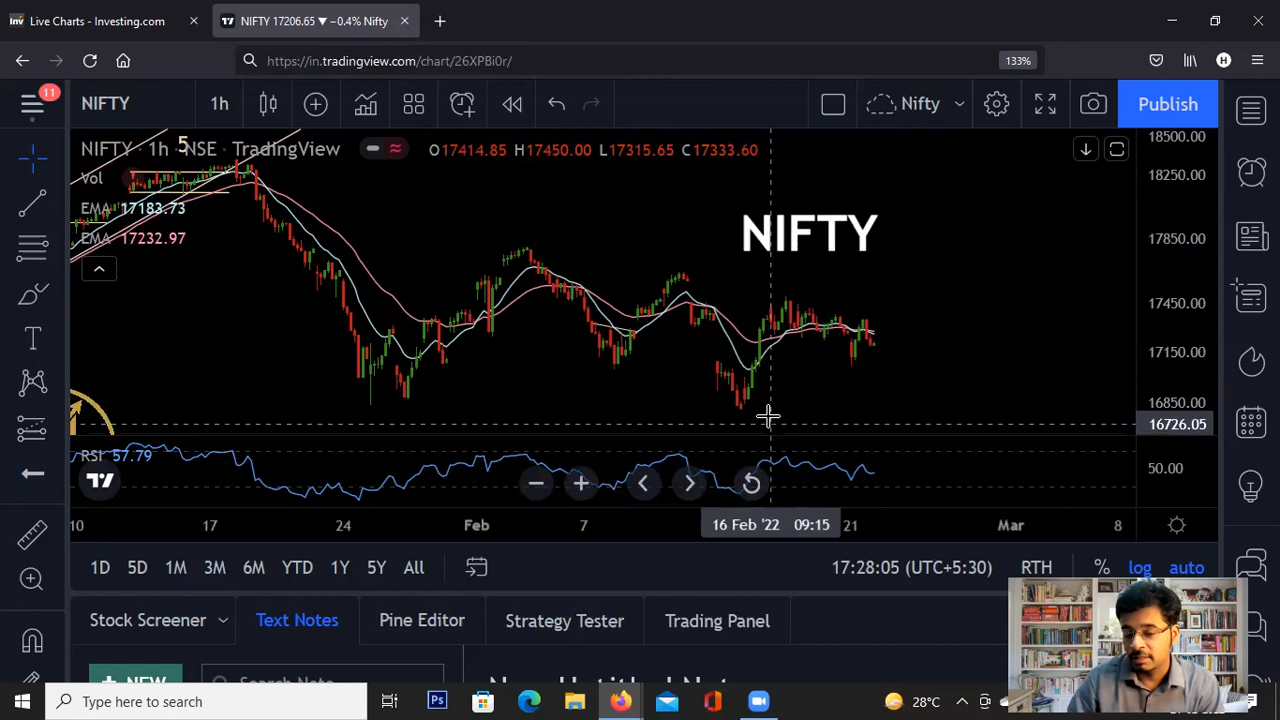 Live Charts - Investing.com
NIFTY 17206.65 ▼ −0.4% Nifty
https://in.tradingview.com/chart/26XPBi0r/
133%
H
11
NIFTY
1h
Nifty
Publish
NIFTY · 1h · NSE · TradingView
5
O17414.85 H17450.00 L17315.65 C17333.60
Vol
EMA 17183.73
EMA 17232.97
NIFTY
18500.00
18250.00
17850.00
17450.00
17150.00
16850.00
16726.05
RSI 57.79
50.00
10
17
24
Feb
7
16 Feb '22 09:15
21
Mar
8
1D 5D 1M 3M 6M YTD 1Y 5Y All
17:28:05 (UTC+5:30)
RTH % log auto
Stock Screener
Text Notes
Pine Editor
Strategy Tester
Trading Panel
NEW
Search Note
Type here to search
28°C